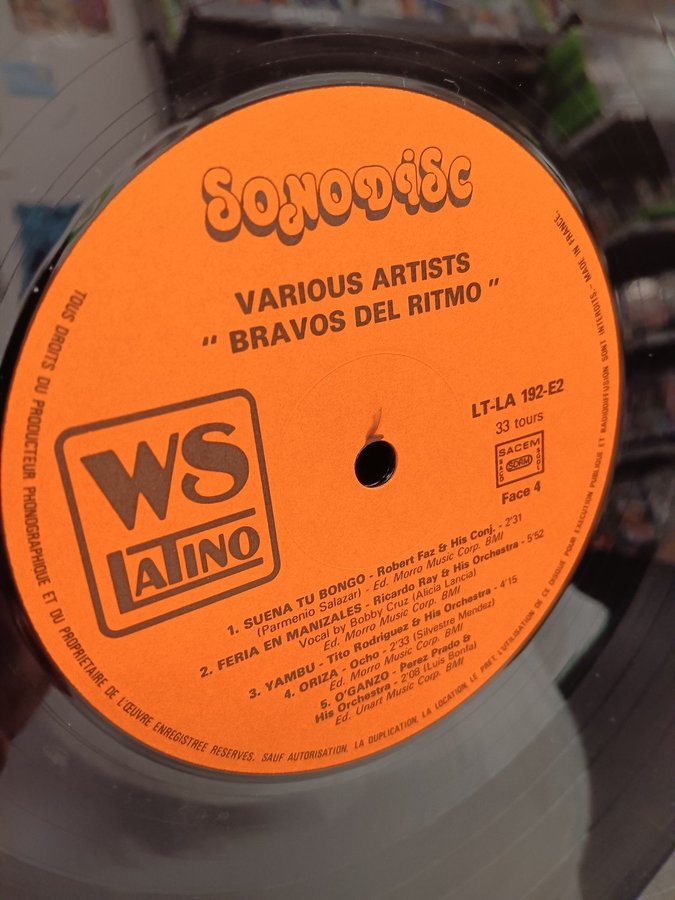 SONODISC
VARIOUS ARTISTS
" BRAVOS DEL RITMO "
LT-LA 192-E2
33 tours
SACEM
SACD SDRM SGDL
Face 4
WS
LATINO
1. SUENA TU BONGO - Robert Faz & His Conj. - 2'31
(Parmenio Salazar) - Ed. Morro Music Corp. BMI
2. FERIA EN MANIZALES - Ricardo Ray & His Orchestra - 5'52
Vocal by Bobby Cruz (Alicia Lancia)
Ed. Morro Music Corp. BMI
3. YAMBU - Tito Rodriguez & His Orchestra - 4'15
4. ORIZA - Ocho - 2'33 (Silvestre Mendez)
Ed. Morro Music Corp. BMI
5. O'GANZO - Perez Prado &
His Orchestra - 2'08 (Luis Bonfa)
Ed. Unart Music Corp. BMI
TOUS DROITS DU PRODUCTEUR PHONOGRAPHIQUE ET DU PROPRIETAIRE DE L'ŒUVRE ENREGISTREE RESERVES. SAUF AUTORISATION, LA DUPLICATION, LA LOCATION, LE PRET, L'UTILISATION DE CE DISQUE POUR EXECUTION PUBLIQUE ET RADIODIFFUSION SONT INTERDITS.- MADE IN FRANCE.